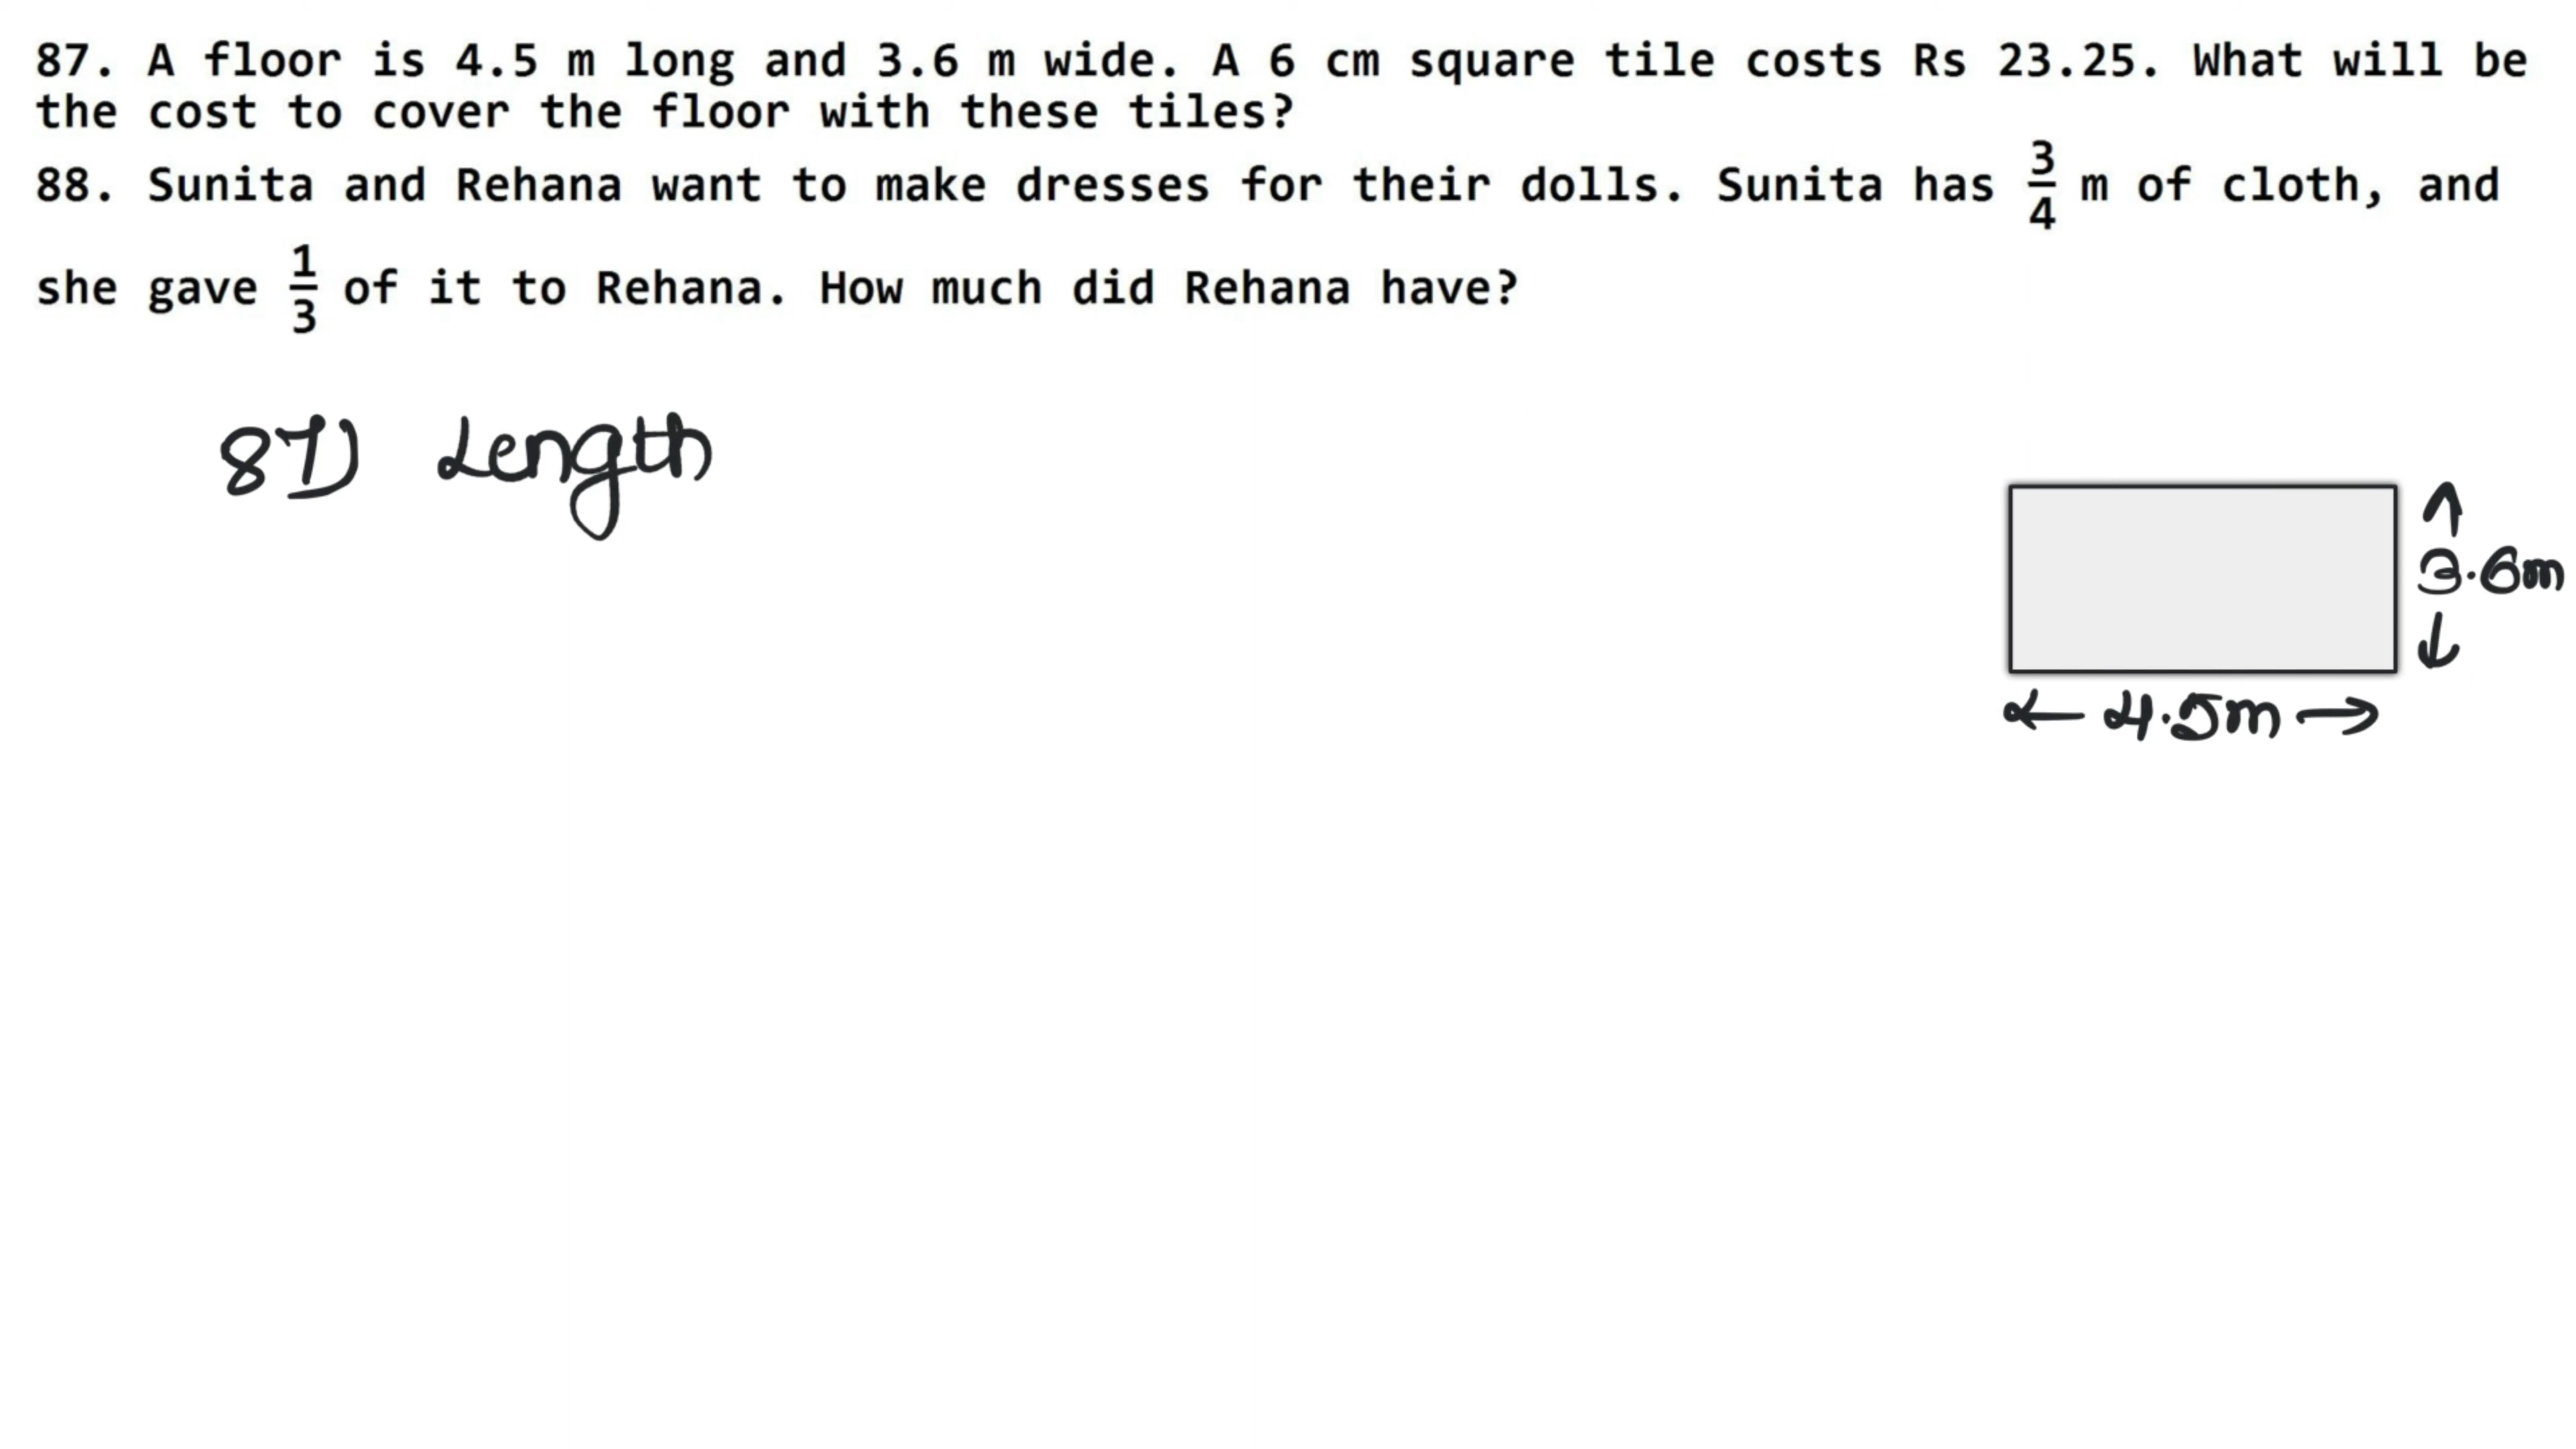 87. A floor is 4.5 m long and 3.6 m wide. A 6 cm square tile costs Rs 23.25. What will be
the cost to cover the floor with these tiles?
88. Sunita and Rehana want to make dresses for their dolls. Sunita has 3/4 m of cloth, and
she gave 1/3 of it to Rehana. How much did Rehana have?
87) Length
3.6m
4.5m